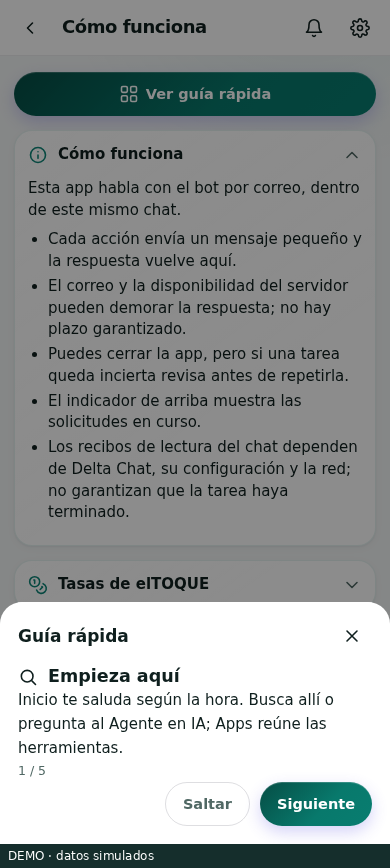 Cómo funciona
Ver guía rápida
Cómo funciona
Esta app habla con el bot por correo, dentro
de este mismo chat.
• Cada acción envía un mensaje pequeño y
la respuesta vuelve aquí.
• El correo y la disponibilidad del servidor
pueden demorar la respuesta; no hay
plazo garantizado.
• Puedes cerrar la app, pero si una tarea
queda incierta revisa antes de repetirla.
• El indicador de arriba muestra las
solicitudes en curso.
• Los recibos de lectura del chat dependen
de Delta Chat, su configuración y la red;
no garantizan que la tarea haya
terminado.
Tasas de elTOQUE
Guía rápida
Empieza aquí
Inicio te saluda según la hora. Busca allí o
pregunta al Agente en IA; Apps reúne las
herramientas.
1 / 5
Saltar
Siguiente
DEMO · datos simulados